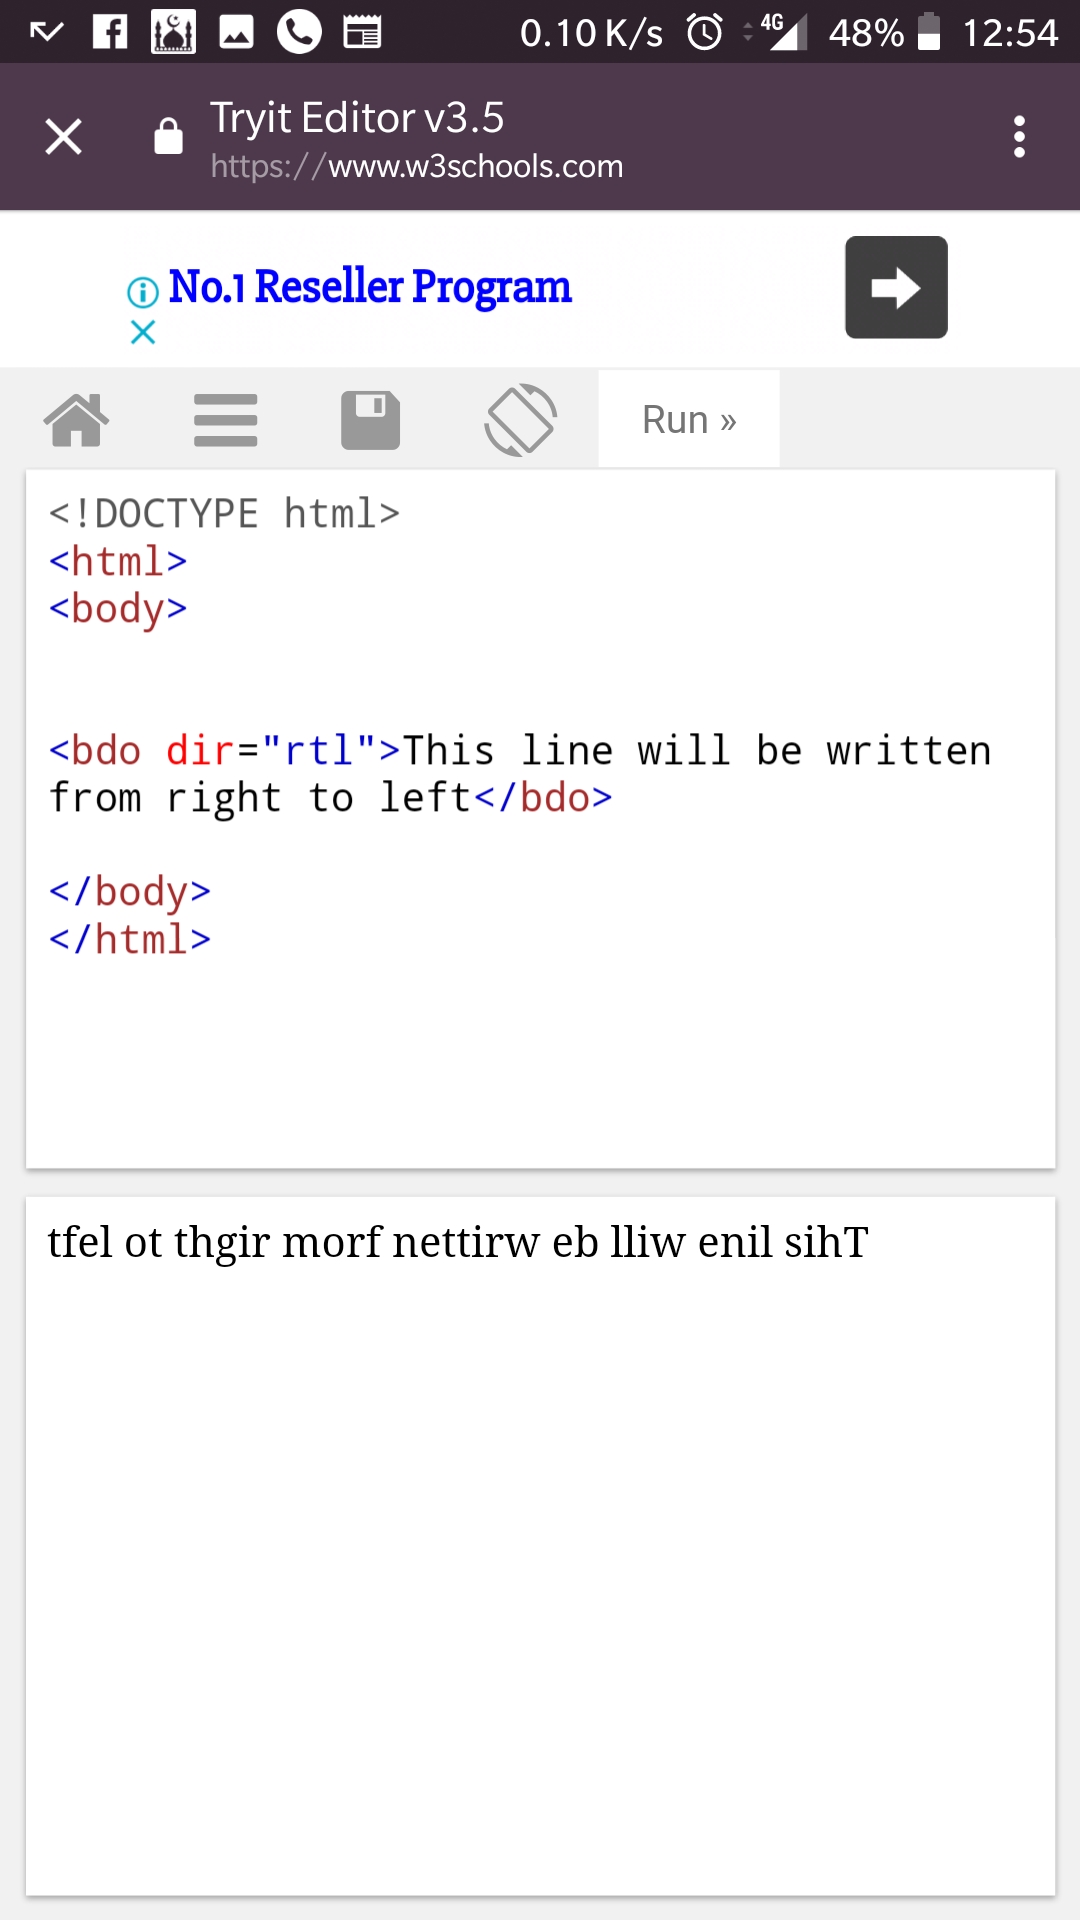 0.10 K/s 4G 48% 12:54
Tryit Editor v3.5
https://www.w3schools.com
No.1 Reseller Program
Run »
<!DOCTYPE html>
<html>
<body>
<bdo dir="rtl">This line will be written
from right to left</bdo>
</body>
</html>
tfel ot thgir morf nettirw eb lliw enil sihT